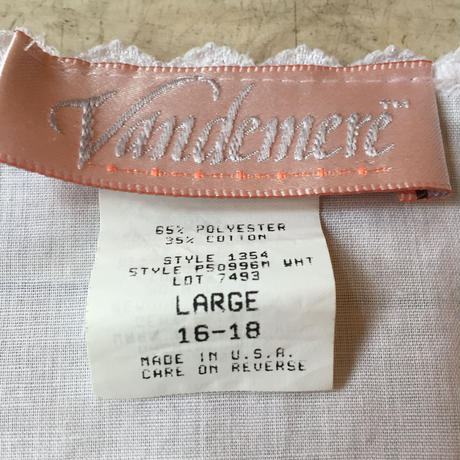 Vandemere™
65% POLYESTER
35% COTTON
STYLE 1354
STYLE P50996M WHT
LOT 7493
LARGE
16-18
MADE IN U.S.A.
CARE ON REVERSE